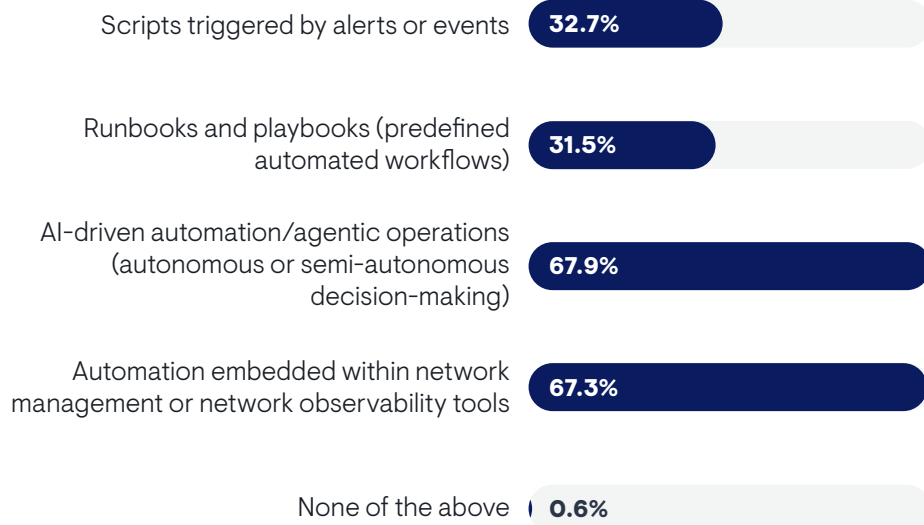 Scripts triggered by alerts or events
32.7%
Runbooks and playbooks (predefined
automated workflows)
31.5%
AI-driven automation/agentic operations
(autonomous or semi-autonomous
decision-making)
67.9%
Automation embedded within network
management or network observability tools
67.3%
None of the above
0.6%